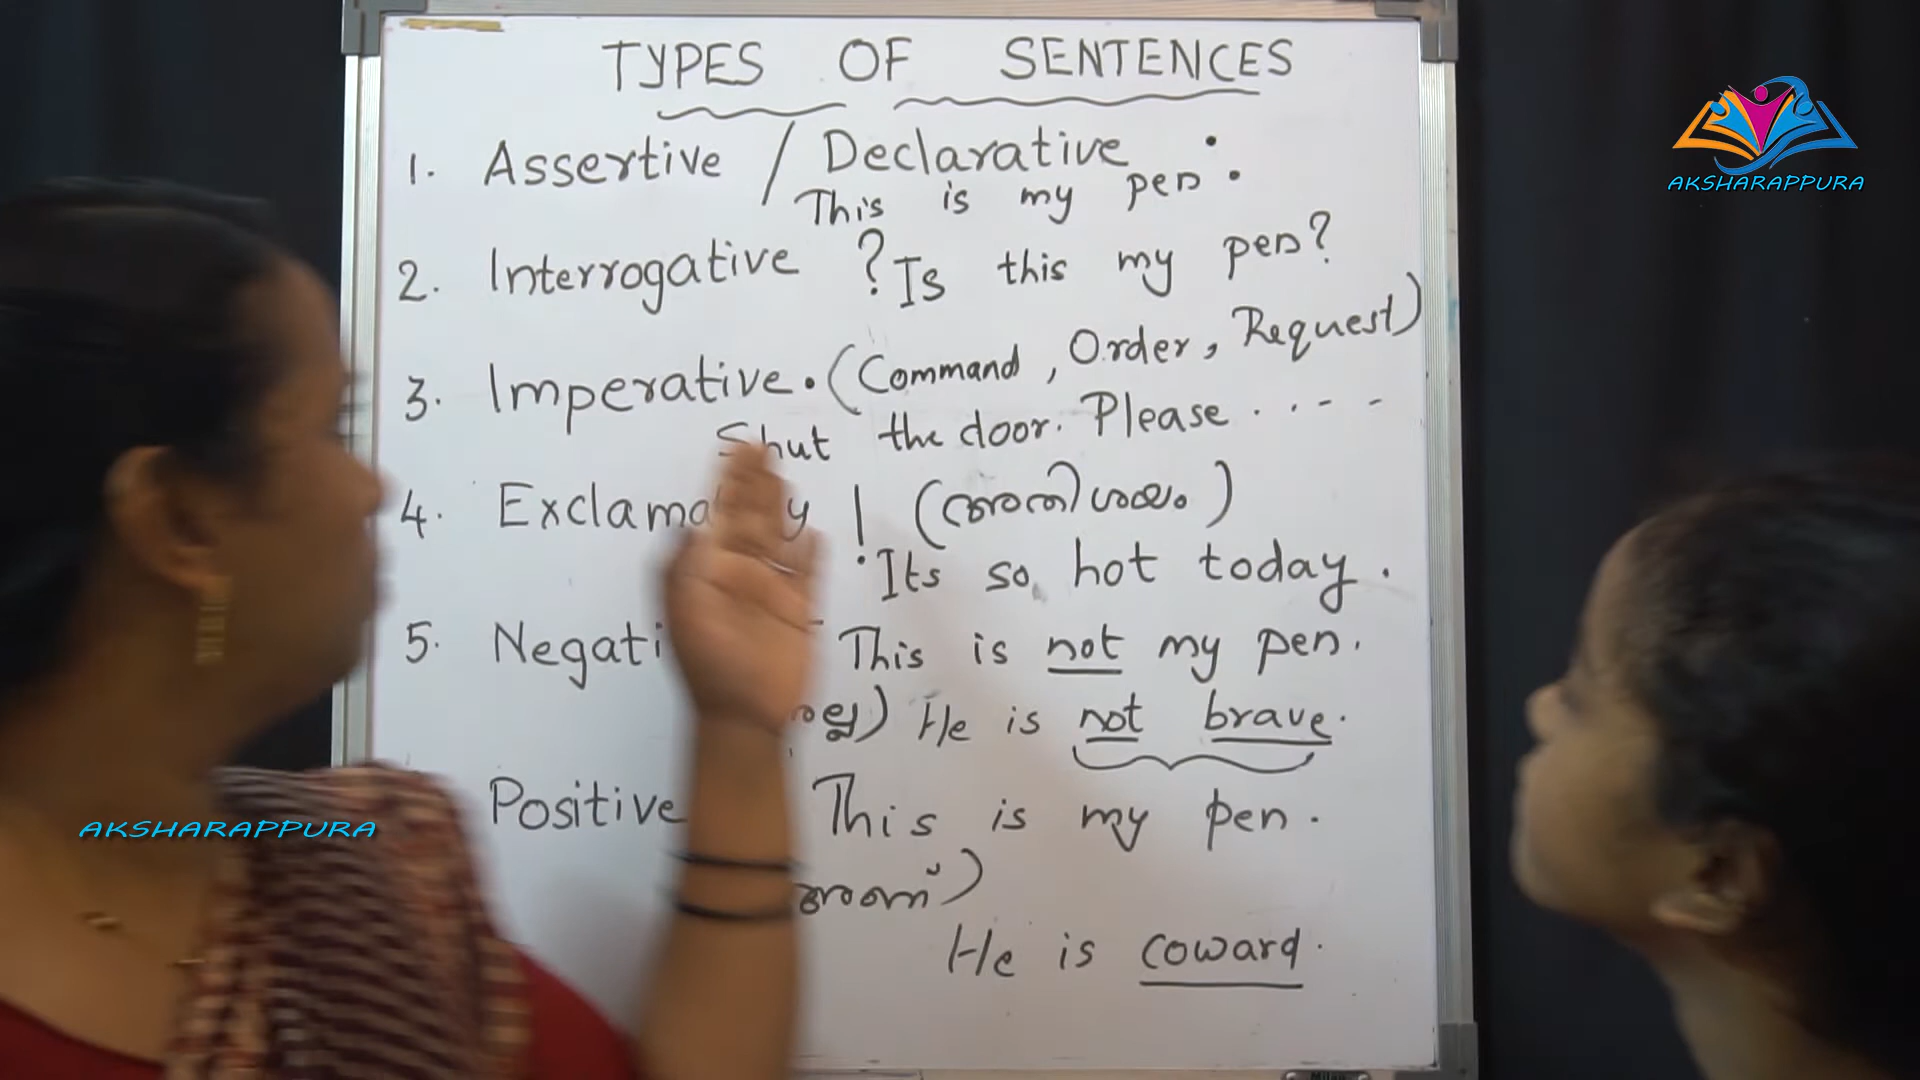 TYPES OF SENTENCES
1. Assertive / Declarative .
This is my pen.
2. Interrogative ? Is this my pen?
3. Imperative. (Command, Order, Request)
Shut the door. Please . . - -
4. ! (അതിശയം)
Its so hot today.
5. This is not my pen.
He is not brave.
Positive This is my pen.
He is coward.
AKSHARAPPURA
AKSHARAPPURA